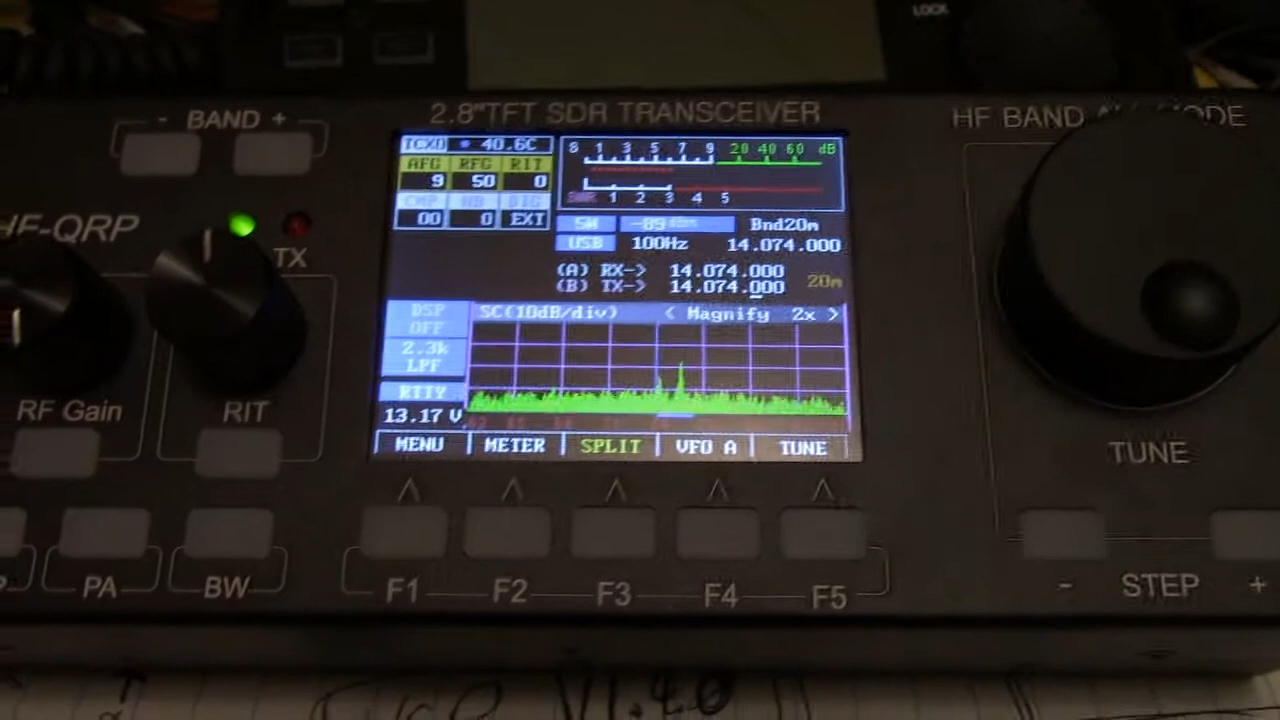 LOCK
2.8"TFT SDR TRANSCEIVER
- BAND +
HF BAND ALL MODE
HF-QRP
TX
RF Gain
RIT
TCXO * 40.6C
AFG RFG RIT
9 50 0
CMP NB DIG
00 0 EXT
S 1 3 5 7 9 20 40 60 dB
SWR 1 2 3 4 5
SM -89 dBm Bnd20m
USB 100Hz 14.074.000
(A) RX-> 14.074.000
(B) TX-> 14.074.000
20m
DSP
OFF
2.3k
LPF
RTTY
13.17 V
SC(10dB/div) < Magnify 2x >
MENU METER SPLIT VFO A TUNE
TUNE
PA
BW
F1 F2 F3 F4 F5
- STEP +
V1.40